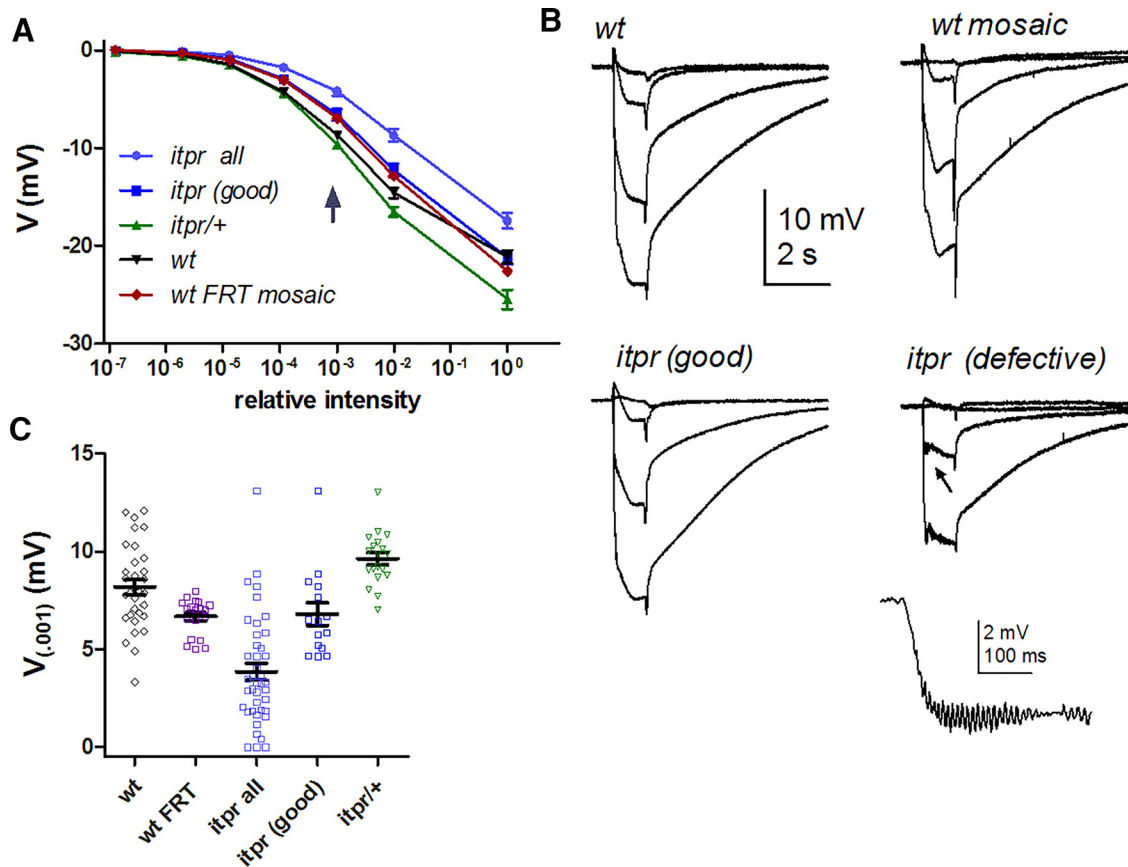 A
V (mV)
0
-10
-20
-30
itpr all
itpr (good)
itpr/+
wt
wt FRT mosaic
10-7 10-6 10-5 10-4 10-3 10-2 10-1 100
relative intensity
B
wt
wt mosaic
10 mV
2 s
itpr (good)
itpr (defective)
2 mV
100 ms
C
V(.001) (mV)
15
10
5
0
wt
wt FRT
itpr all
itpr (good)
itpr/+